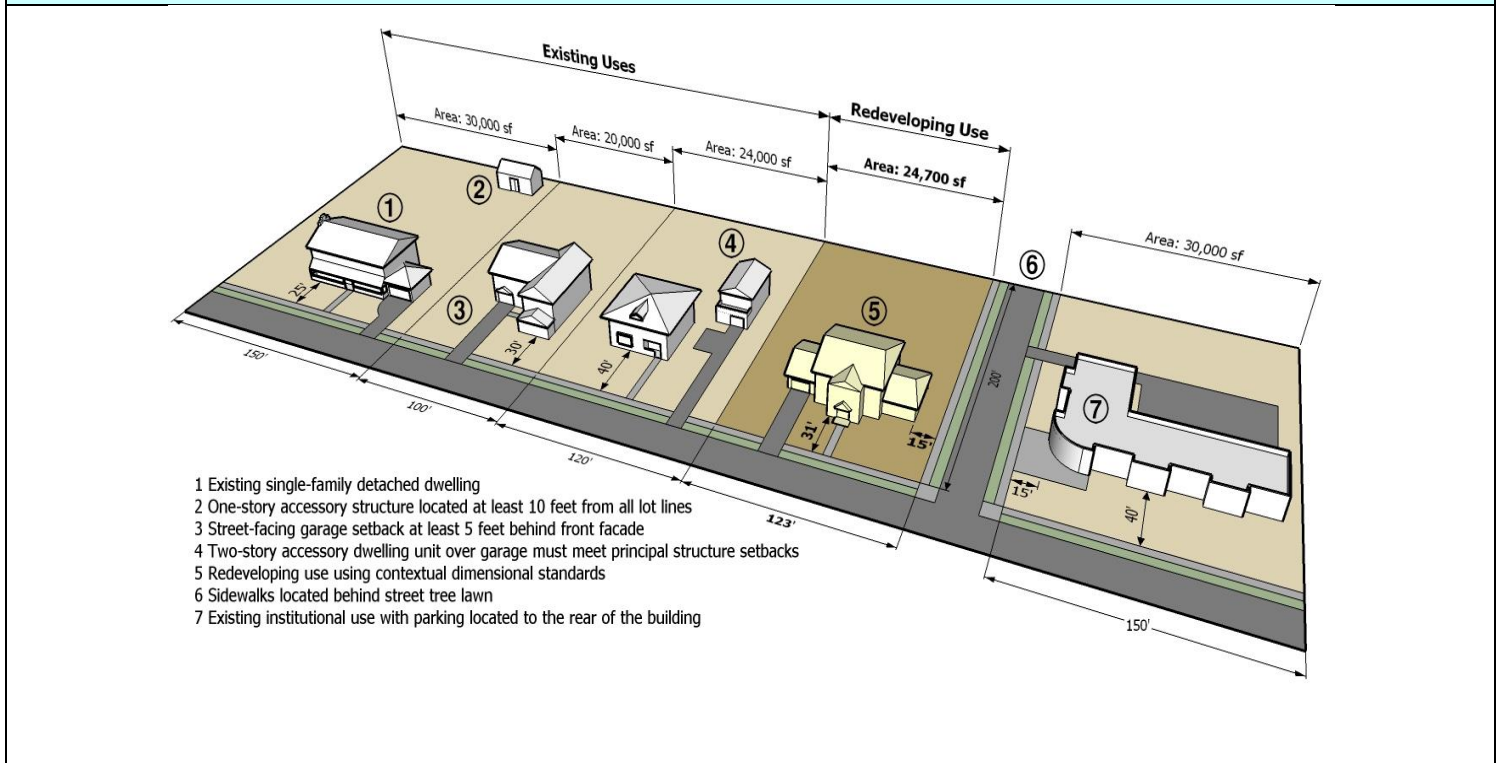 Existing Uses
Redeveloping Use
Area: 30,000 sf
Area: 20,000 sf
Area: 24,000 sf
Area: 24,700 sf
Area: 30,000 sf
2
1
4
6
3
5
7
25'
30'
40'
31'
15'
200'
15'
40'
150'
100'
120'
123'
150'
1 Existing single-family detached dwelling
2 One-story accessory structure located at least 10 feet from all lot lines
3 Street-facing garage setback at least 5 feet behind front facade
4 Two-story accessory dwelling unit over garage must meet principal structure setbacks
5 Redeveloping use using contextual dimensional standards
6 Sidewalks located behind street tree lawn
7 Existing institutional use with parking located to the rear of the building